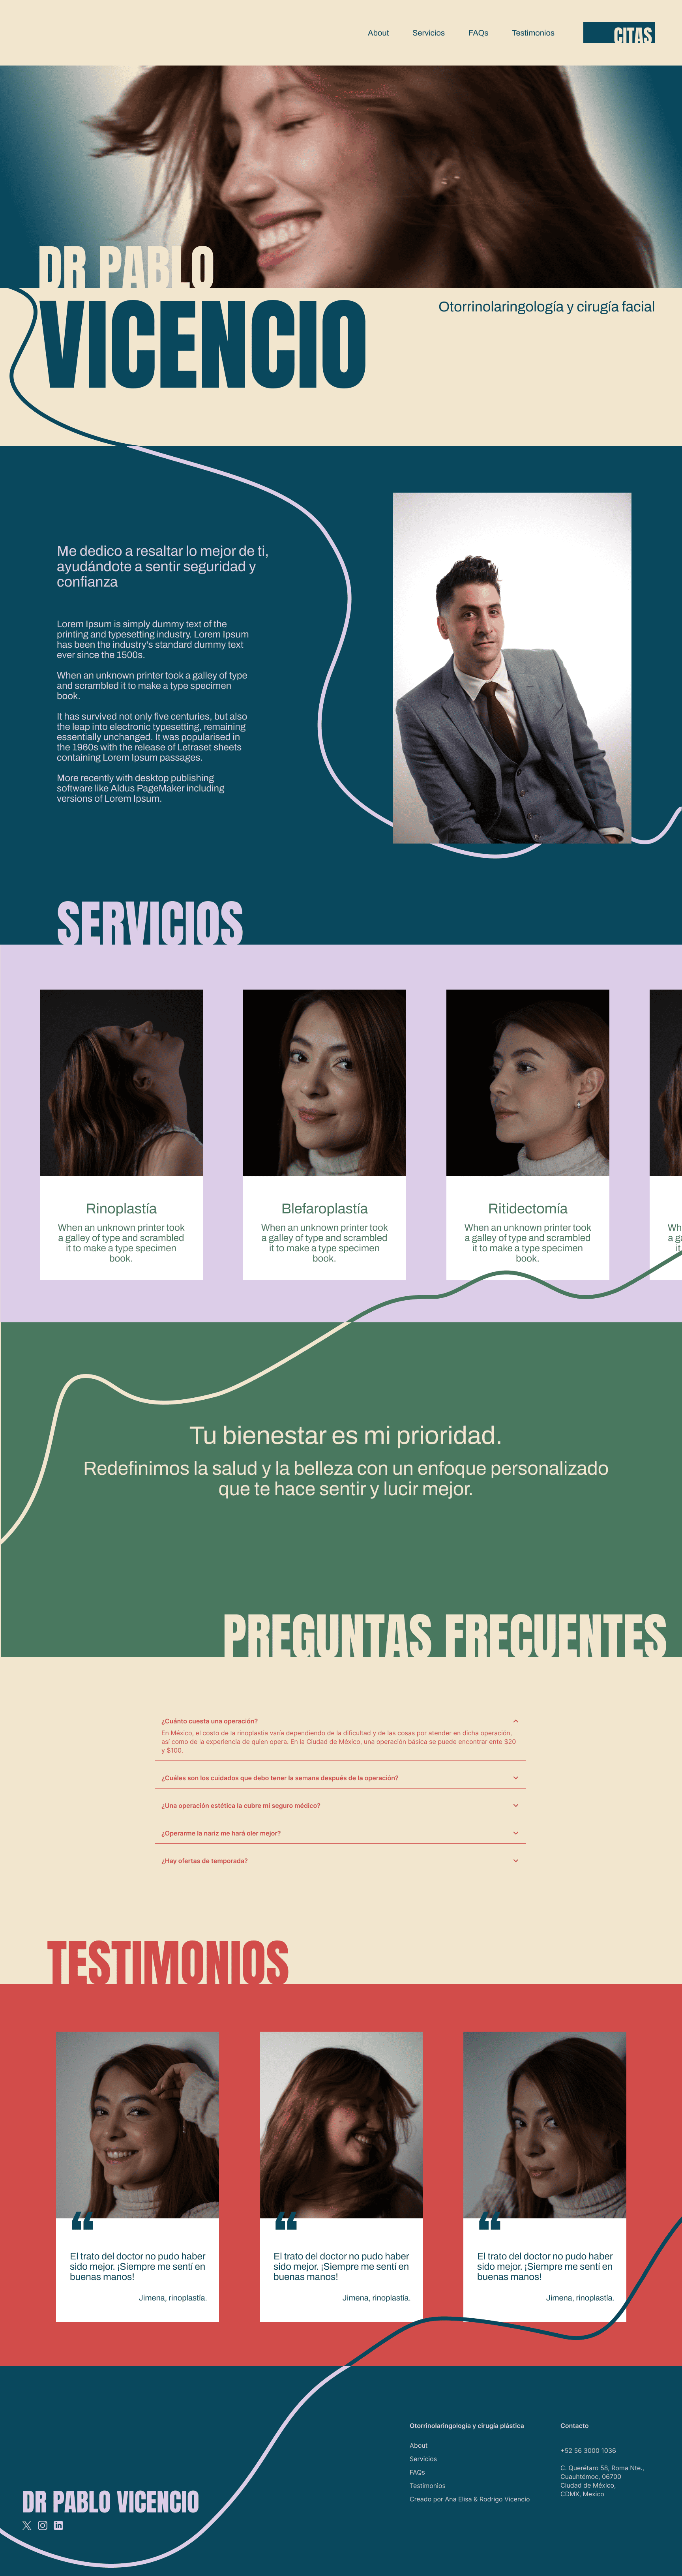 About Servicios FAQs Testimonios CITAS
DR PABLO
VICENCIO
Otorrinolaringología y cirugía facial
Me dedico a resaltar lo mejor de ti,
ayudándote a sentir seguridad y
confianza
Lorem Ipsum is simply dummy text of the
printing and typesetting industry. Lorem Ipsum
has been the industry's standard dummy text
ever since the 1500s.
When an unknown printer took a galley of type
and scrambled it to make a type specimen
book.
It has survived not only five centuries, but also
the leap into electronic typesetting, remaining
essentially unchanged. It was popularised in
the 1960s with the release of Letraset sheets
containing Lorem Ipsum passages.
More recently with desktop publishing
software like Aldus PageMaker including
versions of Lorem Ipsum.
SERVICIOS
Rinoplastía
When an unknown printer took
a galley of type and scrambled
it to make a type specimen
book.
Blefaroplastía
When an unknown printer took
a galley of type and scrambled
it to make a type specimen
book.
Ritidectomía
When an unknown printer took
a galley of type and scrambled
it to make a type specimen
book.
Wh
a ga
it
Tu bienestar es mi prioridad.
Redefinimos la salud y la belleza con un enfoque personalizado
que te hace sentir y lucir mejor.
PREGUNTAS FRECUENTES
¿Cuánto cuesta una operación?
En México, el costo de la rinoplastia varía dependiendo de la dificultad y de las cosas por atender en dicha operación,
así como de la experiencia de quien opera. En la Ciudad de México, una operación básica se puede encontrar ente $20
y $100.
¿Cuáles son los cuidados que debo tener la semana después de la operación?
¿Una operación estética la cubre mi seguro médico?
¿Operarme la nariz me hará oler mejor?
¿Hay ofertas de temporada?
TESTIMONIOS
“
El trato del doctor no pudo haber
sido mejor. ¡Siempre me sentí en
buenas manos!
Jimena, rinoplastía.
“
El trato del doctor no pudo haber
sido mejor. ¡Siempre me sentí en
buenas manos!
Jimena, rinoplastía.
“
El trato del doctor no pudo haber
sido mejor. ¡Siempre me sentí en
buenas manos!
Jimena, rinoplastía.
DR PABLO VICENCIO
Otorrinolaringología y cirugía plástica
About
Servicios
FAQs
Testimonios
Creado por Ana Elisa & Rodrigo Vicencio
Contacto
+52 56 3000 1036
C. Querétaro 58, Roma Nte.,
Cuauhtémoc, 06700
Ciudad de México,
CDMX, Mexico